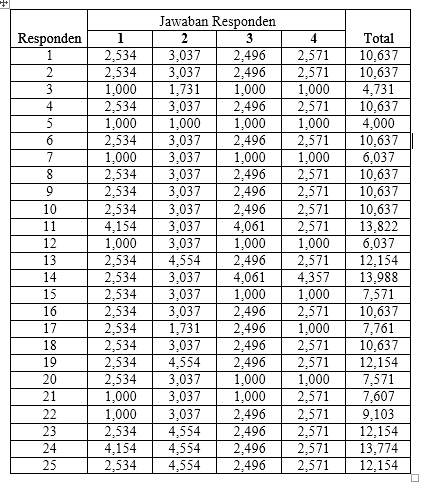 Jawaban Responden
Responden 1 2 3 4 Total
1 2,534 3,037 2,496 2,571 10,637
2 2,534 3,037 2,496 2,571 10,637
3 1,000 1,731 1,000 1,000 4,731
4 2,534 3,037 2,496 2,571 10,637
5 1,000 1,000 1,000 1,000 4,000
6 2,534 3,037 2,496 2,571 10,637
7 1,000 3,037 1,000 1,000 6,037
8 2,534 3,037 2,496 2,571 10,637
9 2,534 3,037 2,496 2,571 10,637
10 2,534 3,037 2,496 2,571 10,637
11 4,154 3,037 4,061 2,571 13,822
12 1,000 3,037 1,000 1,000 6,037
13 2,534 4,554 2,496 2,571 12,154
14 2,534 3,037 4,061 4,357 13,988
15 2,534 3,037 1,000 1,000 7,571
16 2,534 3,037 2,496 2,571 10,637
17 2,534 1,731 2,496 1,000 7,761
18 2,534 3,037 2,496 2,571 10,637
19 2,534 4,554 2,496 2,571 12,154
20 2,534 3,037 1,000 1,000 7,571
21 1,000 3,037 1,000 2,571 7,607
22 1,000 3,037 2,496 2,571 9,103
23 2,534 4,554 2,496 2,571 12,154
24 4,154 4,554 2,496 2,571 13,774
25 2,534 4,554 2,496 2,571 12,154